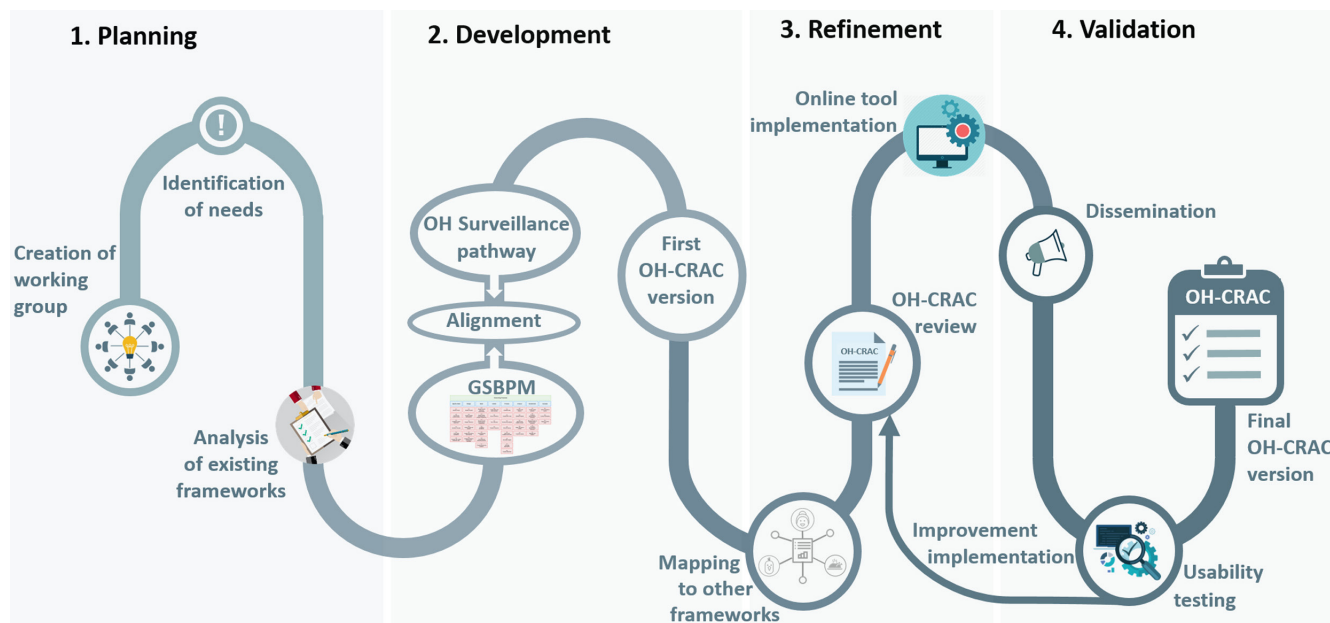 1. Planning
2. Development
3. Refinement
4. Validation
Creation of
working
group
Identification
of needs
Analysis
of existing
frameworks
OH Surveillance
pathway
Alignment
GSBPM
First
OH-CRAC
version
Mapping
to other
frameworks
OH-CRAC
review
OH-CRAC
Online tool
implementation
Dissemination
Improvement
implementation
Usability
testing
OH-CRAC
Final
OH-CRAC
version